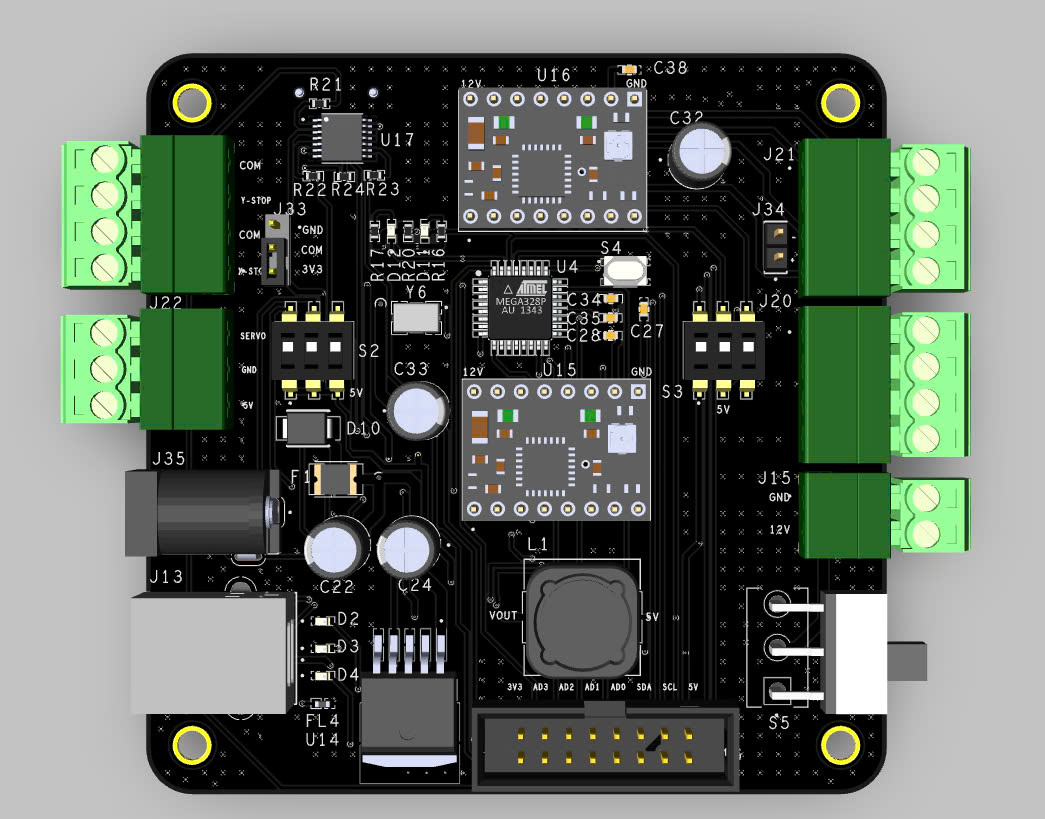 R21
U17
R22 R24 R23
COM
Y-STOP
COM
J33
GND
COM
3V3
J22
R17
D12
R20
D11
R16
U16
12V
GND
C38
C32
J21
J34
U4
ATMEL
MEGA328P
AU 1343
S4
C34
C35
C28
C27
Y6
J20
SERVO
GND
5V
S2
5V
C33
D10
F1
U15
12V
GND
S3
5V
J35
J15
GND
12V
C22
C24
J13
D2
D3
D4
FL4
U14
L1
VOUT
5V
3V3 AD3 AD2 AD1 AD0 SDA SCL 5V
S5